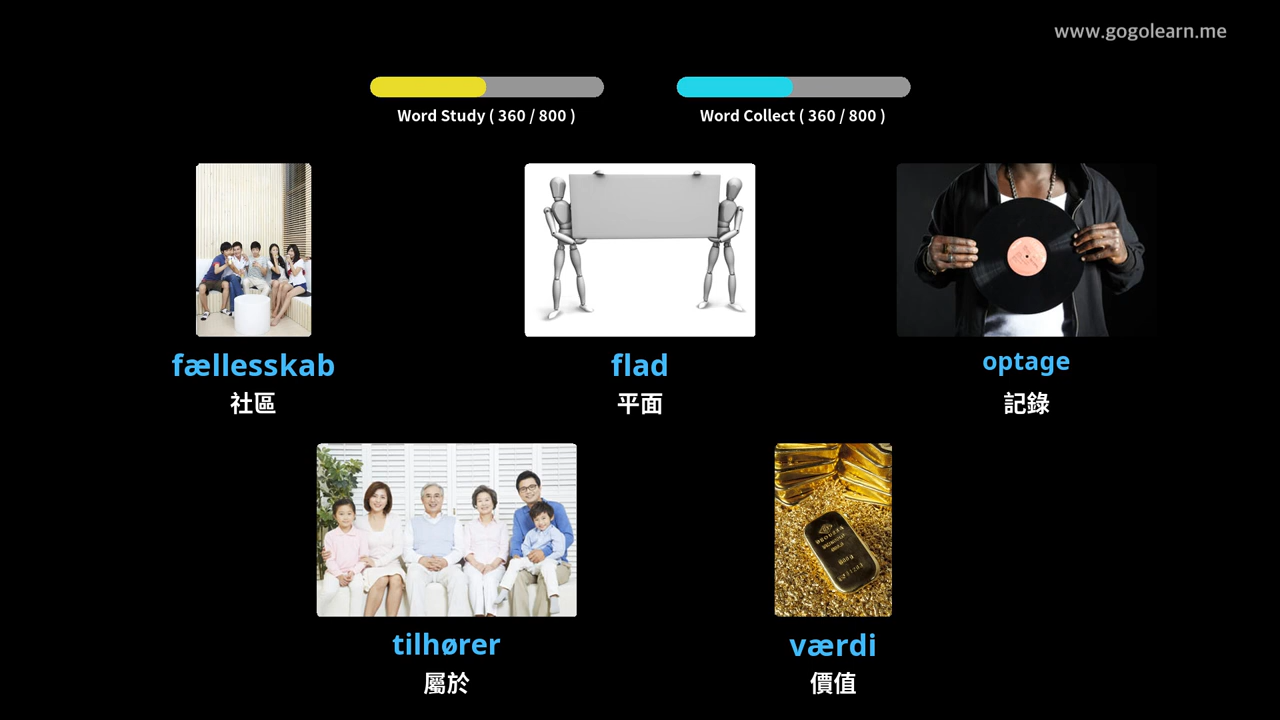 www.gogolearn.me
Word Study ( 360 / 800 )
Word Collect ( 360 / 800 )
fællesskab
社區
flad
平面
optage
記錄
tilhører
屬於
værdi
價值